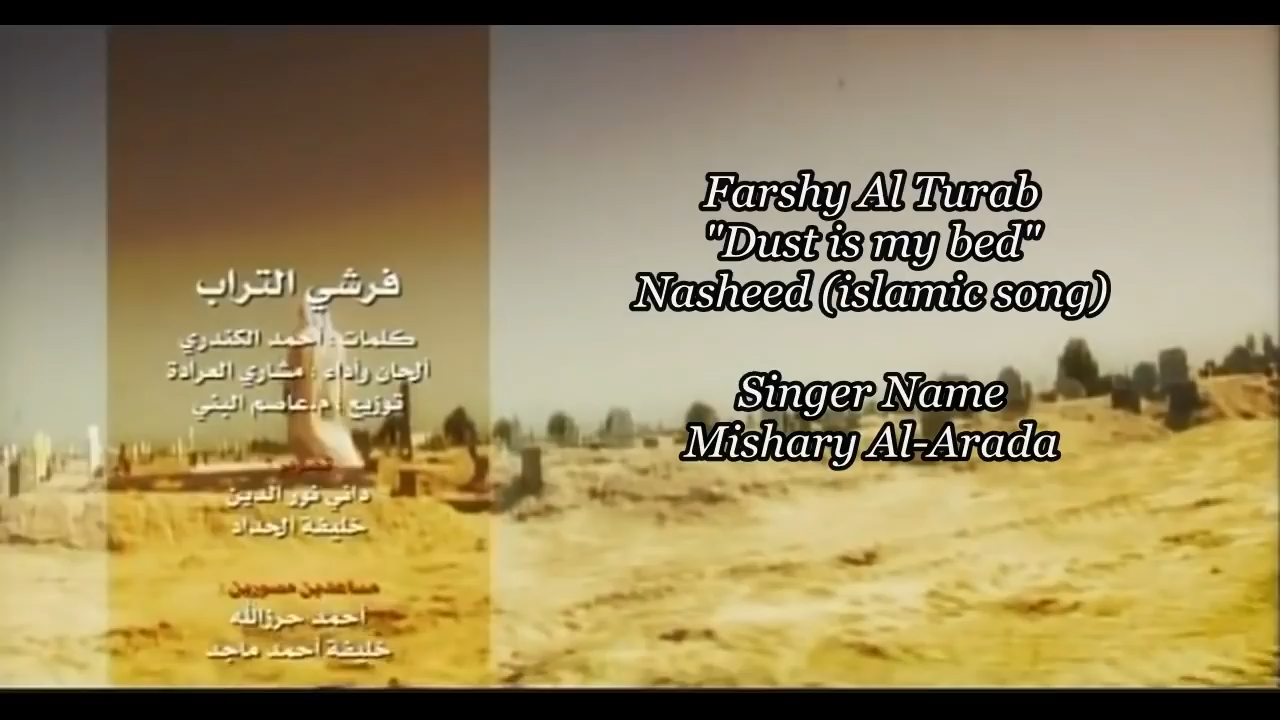 فرشي التراب
كلمات : أحمد الكندري
ألحان وأداء : مشاري العرادة
توزيع : م.عاصم البني
داني نور الدين
خليفة الحداد
مساعدين مصورين :
أحمد حرزالله
خليفة أحمد ماجد
Farshy Al Turab
"Dust is my bed"
Nasheed (islamic song)
Singer Name
Mishary Al-Arada